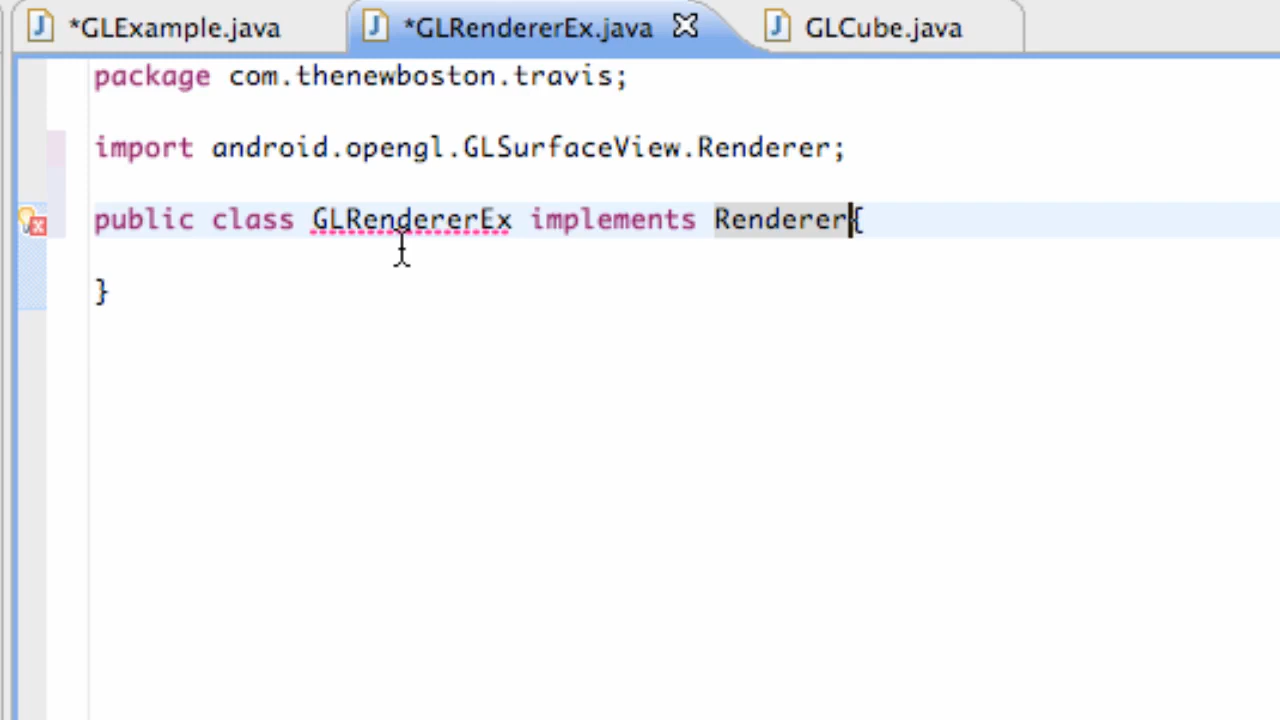 *GLExample.java *GLRendererEx.java GLCube.java
package com.thenewboston.travis;
import android.opengl.GLSurfaceView.Renderer;
public class GLRendererEx implements Renderer{
}